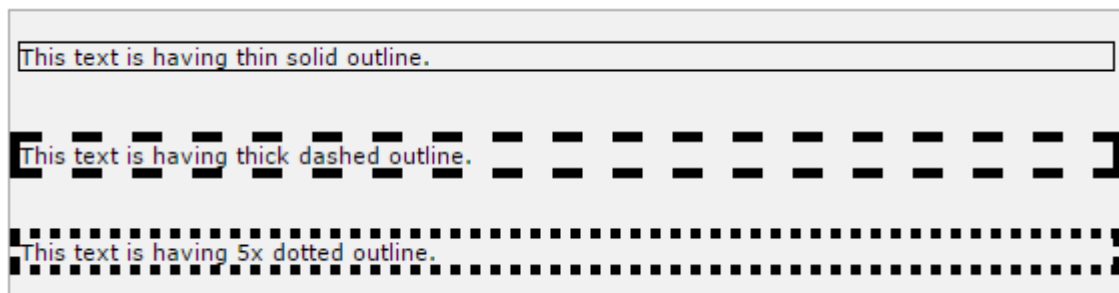 This text is having thin solid outline.
This text is having thick dashed outline.
This text is having 5x dotted outline.